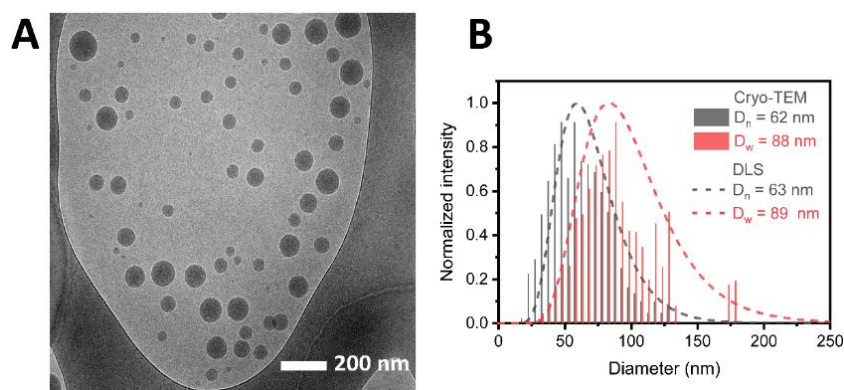 A
200 nm
B
Cryo-TEM
Dn = 62 nm
Dw = 88 nm
DLS
Dn = 63 nm
Dw = 89 nm
Normalized intensity
1.0
0.8
0.6
0.4
0.2
0.0
0 50 100 150 200 250
Diameter (nm)